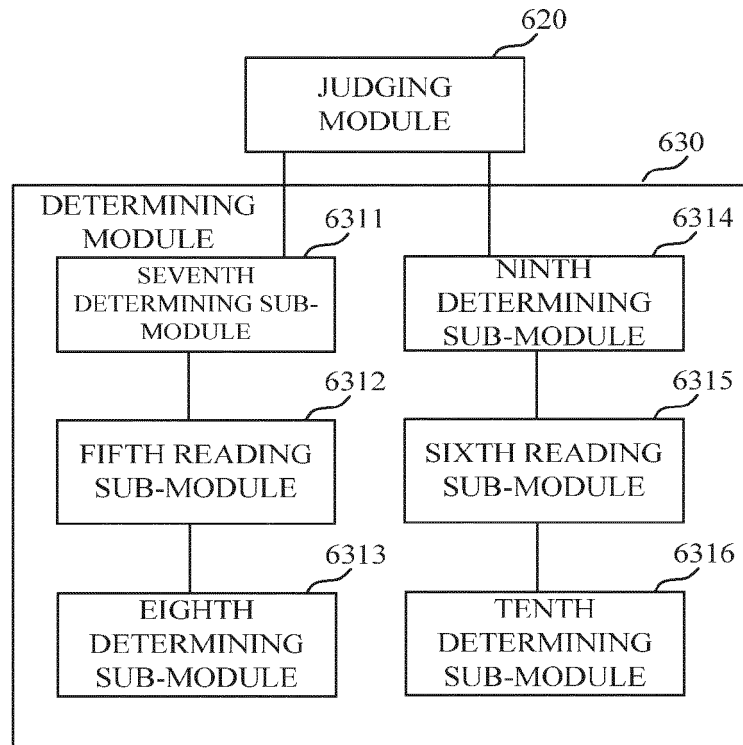 620
JUDGING
MODULE
630
DETERMINING
MODULE
6311
SEVENTH
DETERMINING SUB-
MODULE
6314
NINTH
DETERMINING
SUB-MODULE
6312
FIFTH READING
SUB-MODULE
6315
SIXTH READING
SUB-MODULE
6313
EIGHTH
DETERMINING
SUB-MODULE
6316
TENTH
DETERMINING
SUB-MODULE